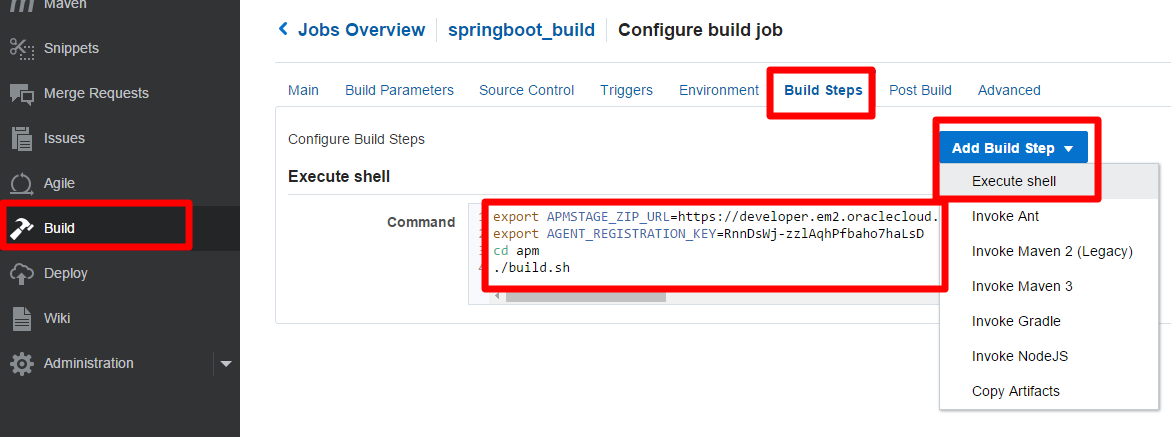 Maven
Snippets
Merge Requests
Issues
Agile
Build
Deploy
Wiki
Administration
Jobs Overview springboot_build Configure build job
Main Build Parameters Source Control Triggers Environment Build Steps Post Build Advanced
Configure Build Steps
Add Build Step
Execute shell
Invoke Ant
Invoke Maven 2 (Legacy)
Invoke Maven 3
Invoke Gradle
Invoke NodeJS
Copy Artifacts
Execute shell
Command
1 export APMSTAGE_ZIP_URL=https://developer.em2.oraclecloud.
2 export AGENT_REGISTRATION_KEY=RnnDsWj-zzlAqhPfbaho7haLsD
3 cd apm
4 ./build.sh